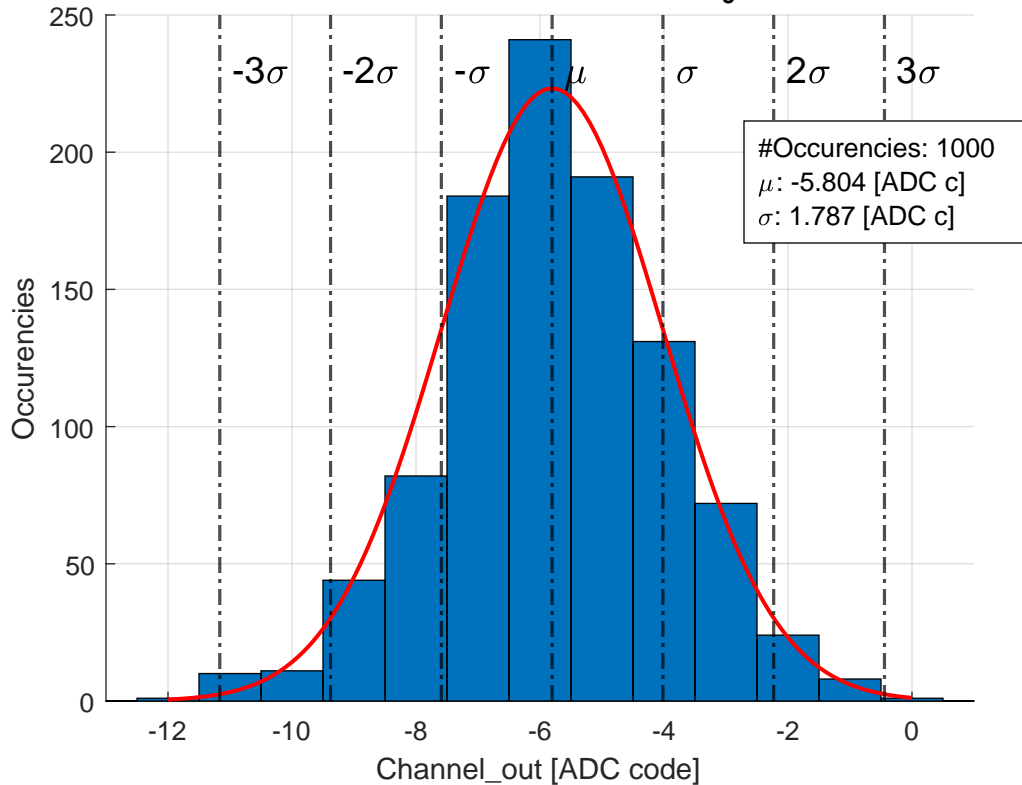 250
-3σ -2σ -σ μ σ 2σ 3σ
200
#Occurencies: 1000
μ: -5.804 [ADC c]
σ: 1.787 [ADC c]
150
Occurencies
100
50
0
-12 -10 -8 -6 -4 -2 0
Channel_out [ADC code]